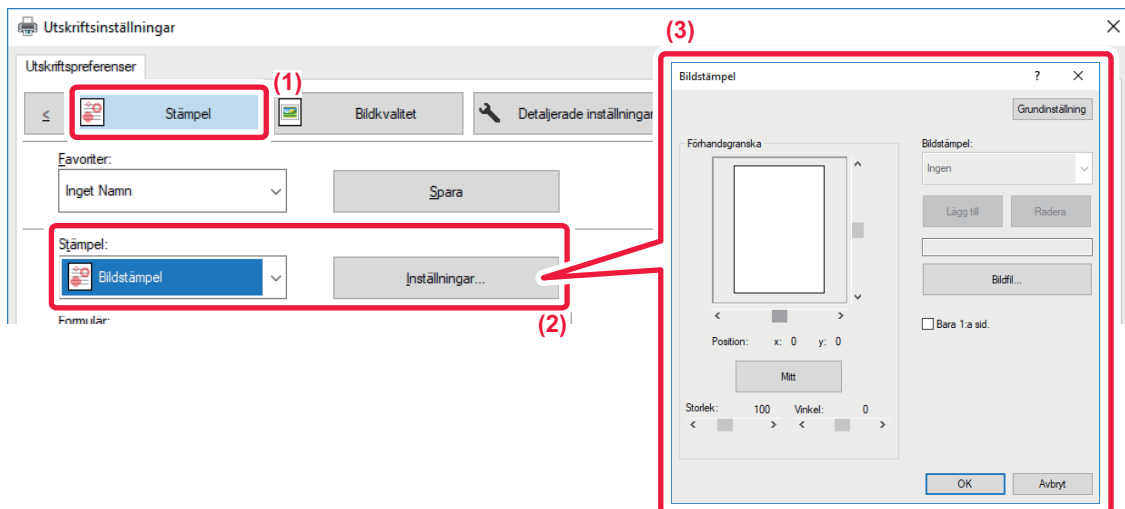 Utskriftsinställningar
Utskriftspreferenser
(1)
≤ Stämpel Bildkvalitet Detaljerade inställningar
Favoriter:
Inget Namn Spara
Stämpel:
Bildstämpel Inställningar...
Formulär:
(2)
(3)
Bildstämpel ?
Grundinställning
Förhandsgranska
Position: x: 0 y: 0
Mitt
Storlek: 100 Vinkel: 0
Bildstämpel:
Ingen
Lägg till Radera
Bildfil...
Bara 1:a sid.
OK Avbryt